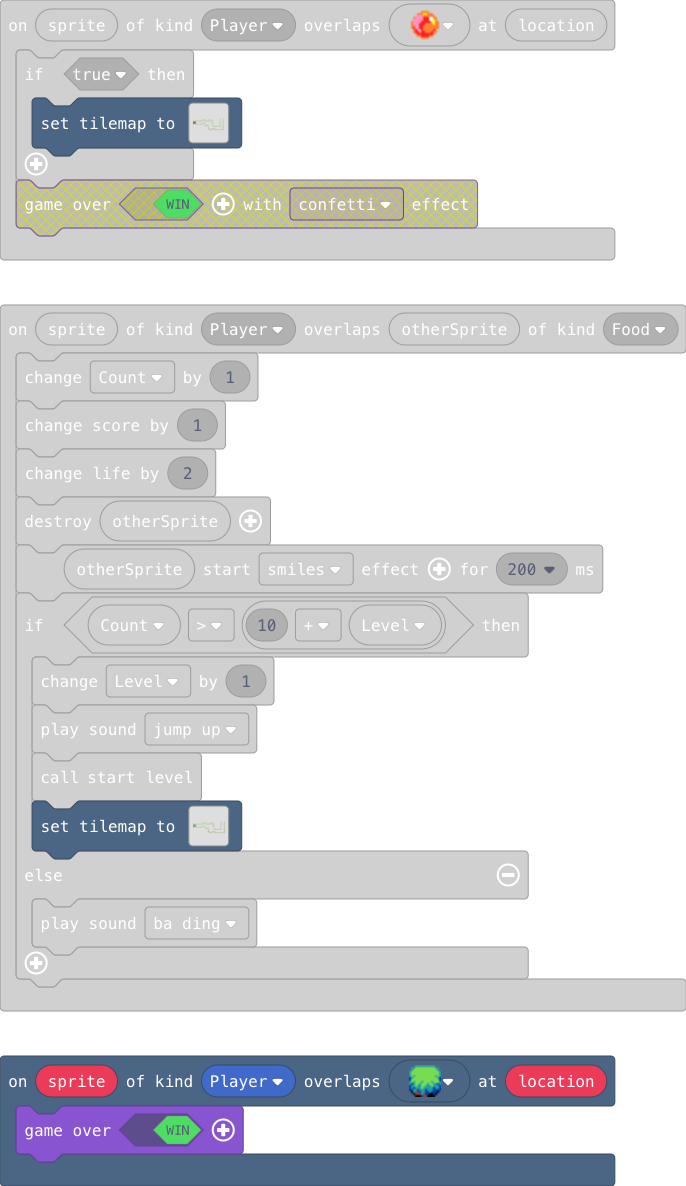 on sprite of kind Player overlaps at location
if true then
set tilemap to
game over WIN with confetti effect
on sprite of kind Player overlaps otherSprite of kind Food
change Count by 1
change score by 1
change life by 2
destroy otherSprite
otherSprite start smiles effect for 200 ms
if Count > 10 + Level then
change Level by 1
play sound jump up
call start level
set tilemap to
else
play sound ba ding
on sprite of kind Player overlaps at location
game over WIN